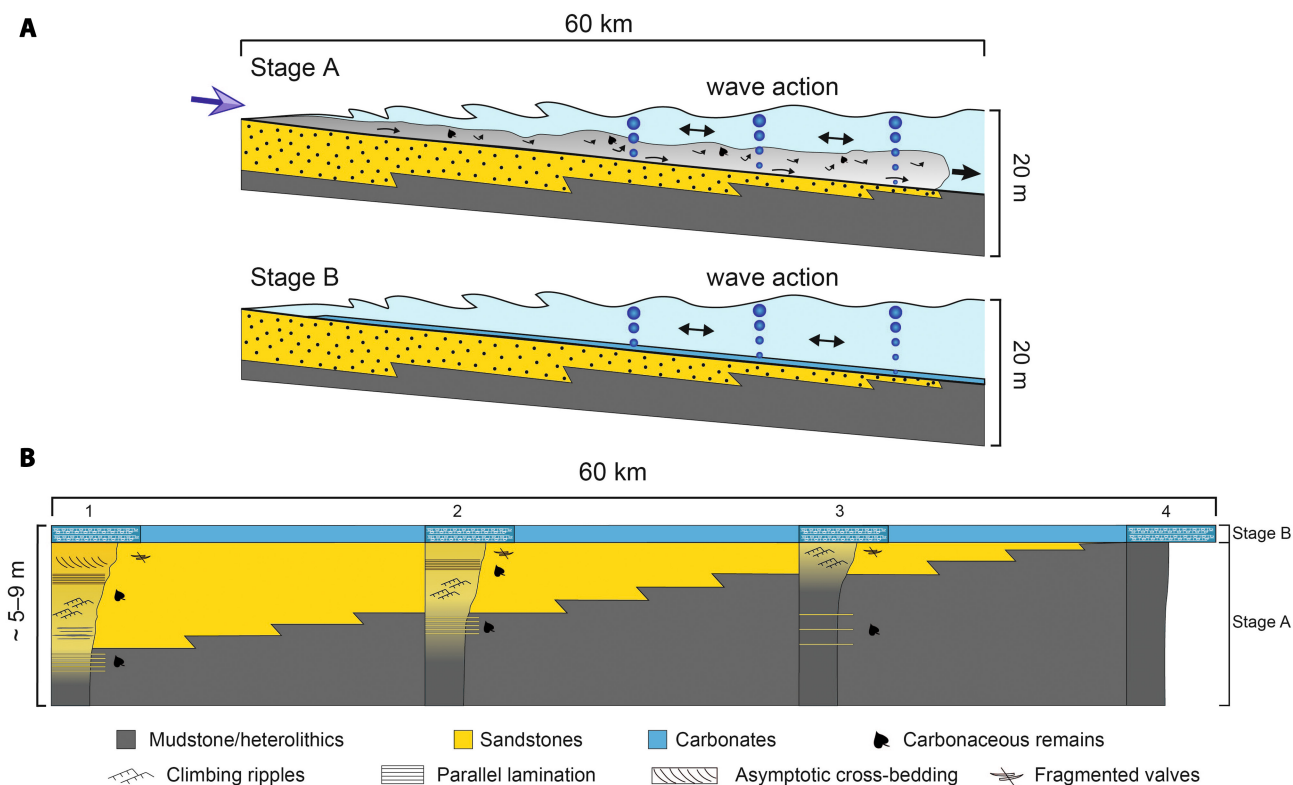 A
60 km
Stage A
wave action
20 m
Stage B
wave action
20 m
B
60 km
1 2 3 4
Stage B
~ 5–9 m
Stage A
Mudstone/heterolithics Sandstones Carbonates Carbonaceous remains
Climbing ripples Parallel lamination Asymptotic cross-bedding Fragmented valves